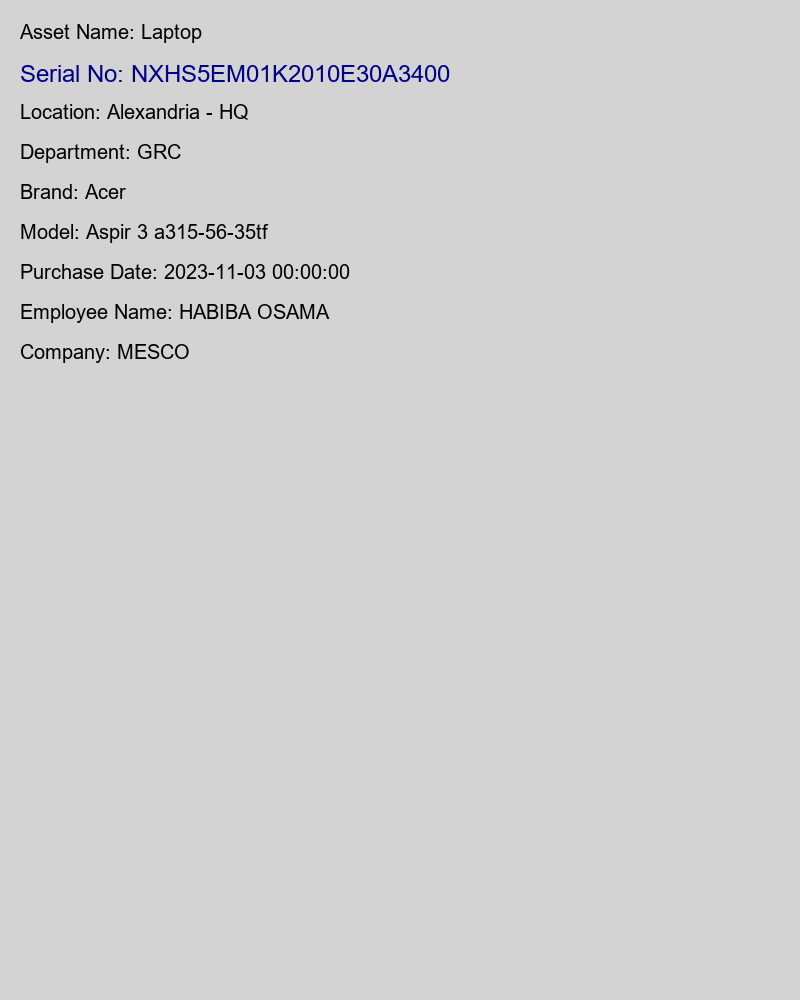 Asset Name: Laptop
Serial No: NXHS5EM01K2010E30A3400
Location: Alexandria - HQ
Department: GRC
Brand: Acer
Model: Aspir 3 a315-56-35tf
Purchase Date: 2023-11-03 00:00:00
Employee Name: HABIBA OSAMA
Company: MESCO